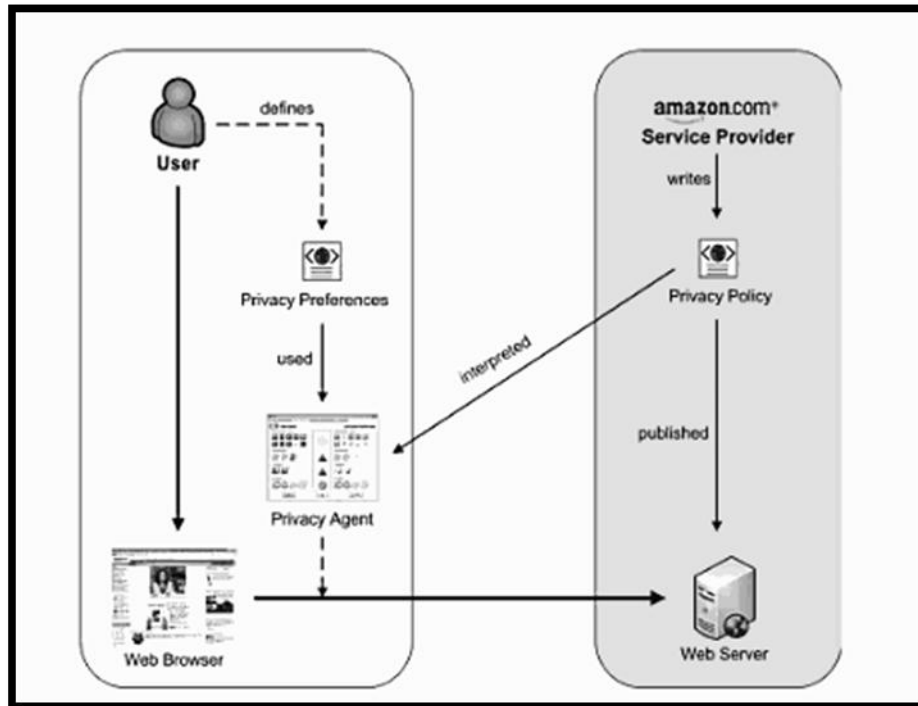 defines
User
Privacy Preferences
used
Privacy Agent
Web Browser
interpreted
amazon.com®
Service Provider
writes
Privacy Policy
published
Web Server